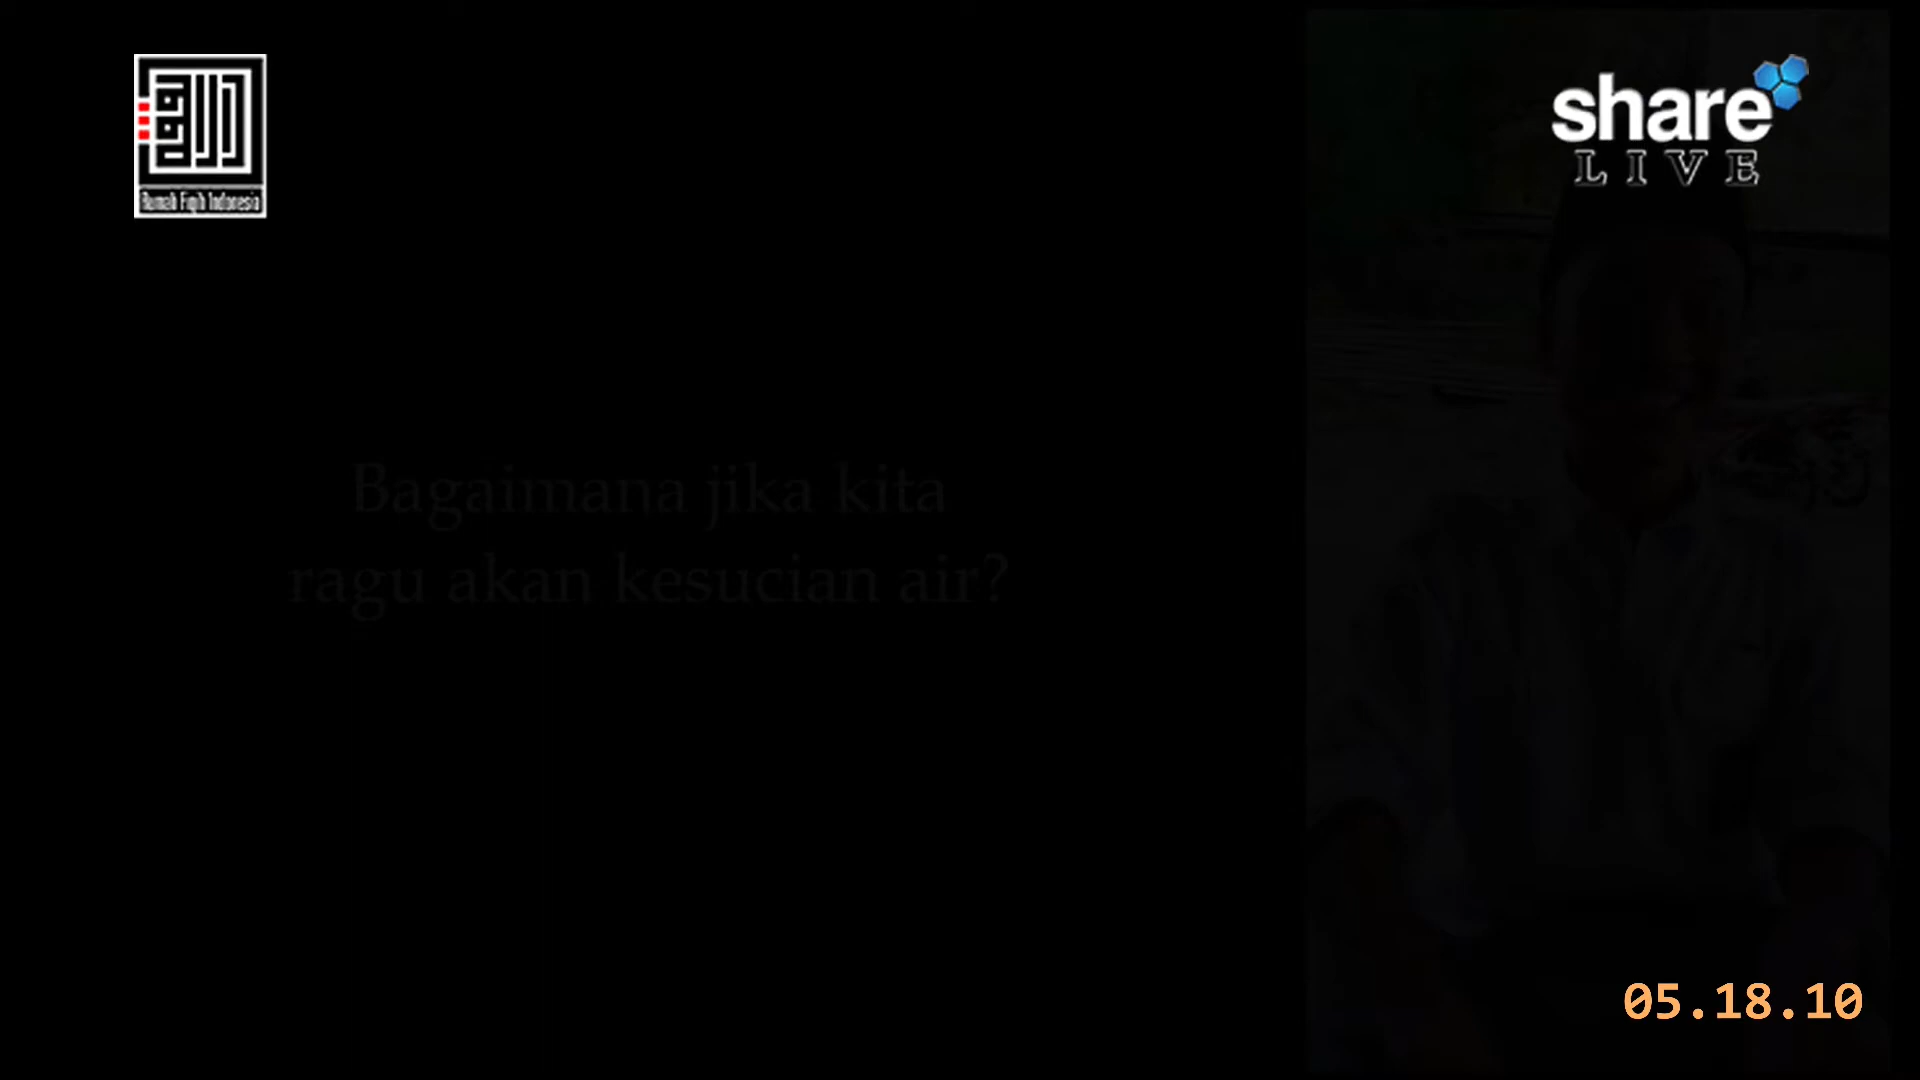 Rumah Fiqih Indonesia
share
LIVE
Bagaimana jika kita
ragu akan kesucian air?
05.18.10